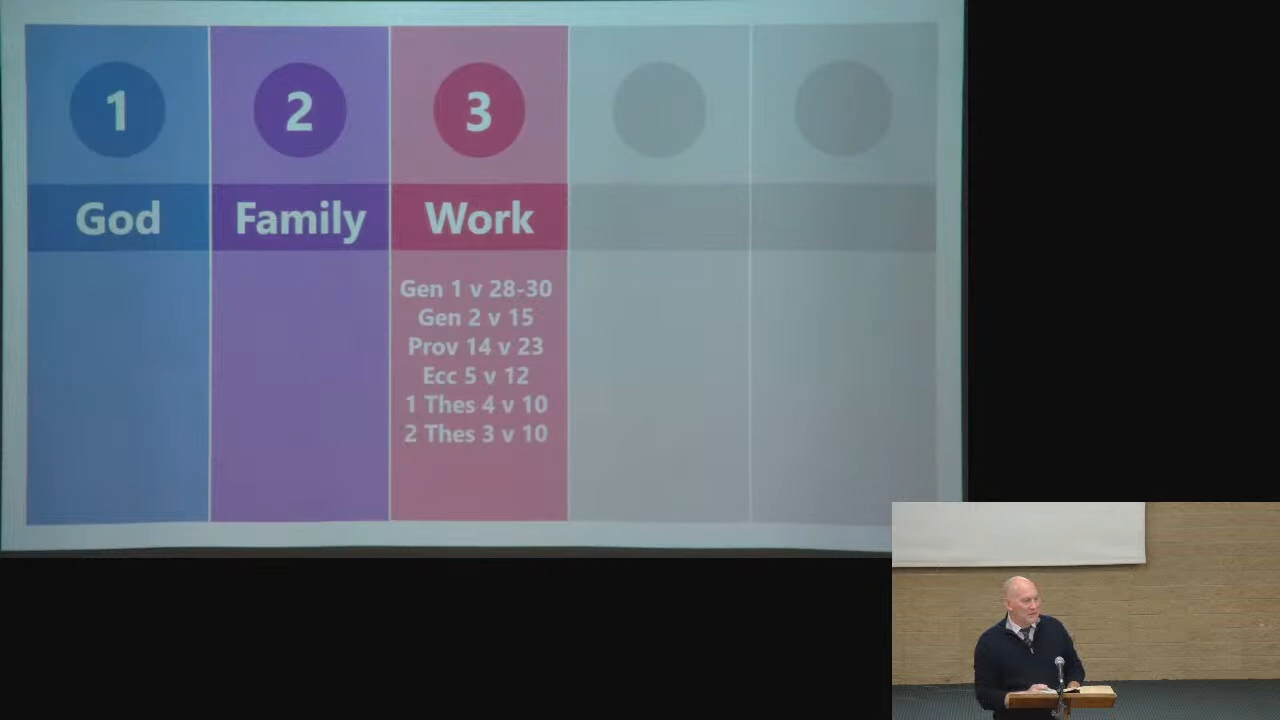 1
2
3
God
Family
Work
Gen 1 v 28-30
Gen 2 v 15
Prov 14 v 23
Ecc 5 v 12
1 Thes 4 v 10
2 Thes 3 v 10